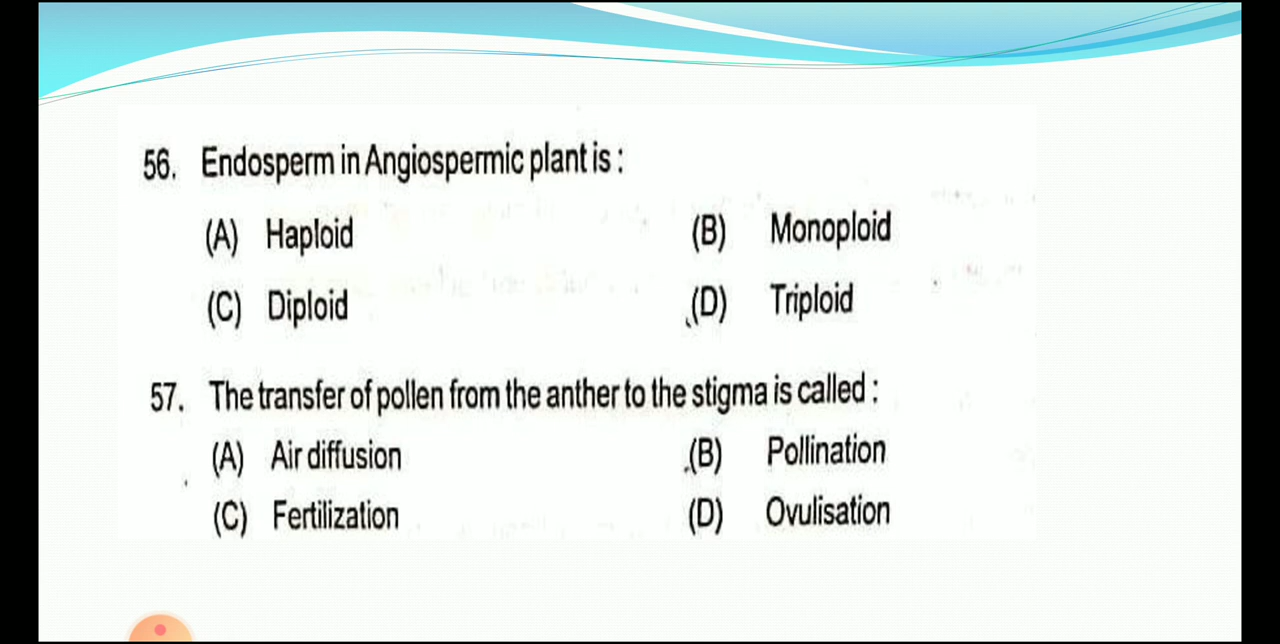 56. Endosperm in Angiospermic plant is :
(A) Haploid (B) Monoploid
(C) Diploid (D) Triploid
57. The transfer of pollen from the anther to the stigma is called :
(A) Air diffusion (B) Pollination
(C) Fertilization (D) Ovulisation